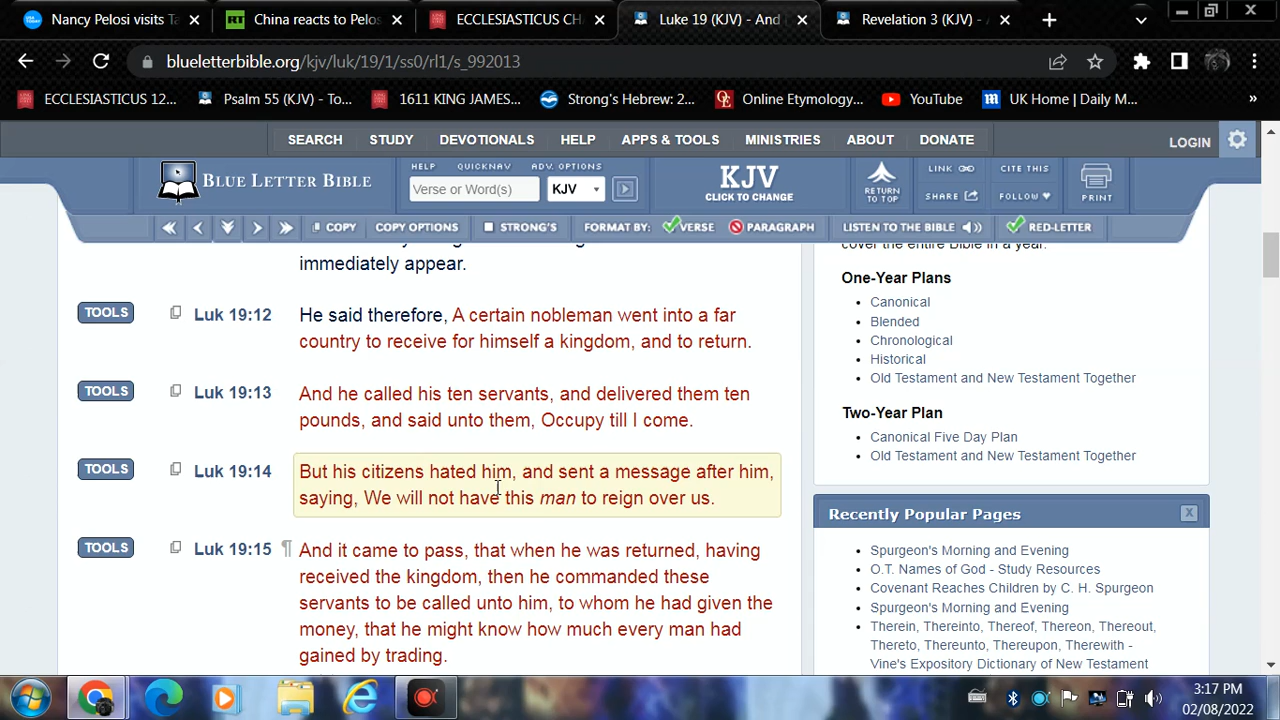 Nancy Pelosi visits Ta
China reacts to Pelos
ECCLESIASTICUS CH
Luke 19 (KJV) - And
Revelation 3 (KJV) -
blueletterbible.org/kjv/luk/19/1/ss0/rl1/s_992013
ECCLESIASTICUS 12...
Psalm 55 (KJV) - To...
1611 KING JAMES...
Strong's Hebrew: 2...
Online Etymology...
YouTube
UK Home | Daily M...
»
SEARCH STUDY DEVOTIONALS HELP APPS & TOOLS MINISTRIES ABOUT DONATE LOGIN
BLUE LETTER BIBLE
HELP QUICKNAV ADV. OPTIONS
Verse or Word(s)
KJV
KJV
CLICK TO CHANGE
RETURN
TO TOP
LINK
SHARE
CITE THIS
FOLLOW
PRINT
COPY COPY OPTIONS STRONG'S FORMAT BY: VERSE PARAGRAPH LISTEN TO THE BIBLE RED-LETTER
immediately appear.
TOOLS Luk 19:12 He said therefore, A certain nobleman went into a far
country to receive for himself a kingdom, and to return.
TOOLS Luk 19:13 And he called his ten servants, and delivered them ten
pounds, and said unto them, Occupy till I come.
TOOLS Luk 19:14 But his citizens hated him, and sent a message after him,
saying, We will not have this man to reign over us.
TOOLS Luk 19:15 ¶ And it came to pass, that when he was returned, having
received the kingdom, then he commanded these
servants to be called unto him, to whom he had given the
money, that he might know how much every man had
gained by trading.
cover the entire Bible in a year.
One-Year Plans
Canonical
Blended
Chronological
Historical
Old Testament and New Testament Together
Two-Year Plan
Canonical Five Day Plan
Old Testament and New Testament Together
Recently Popular Pages
X
Spurgeon's Morning and Evening
O.T. Names of God - Study Resources
Covenant Reaches Children by C. H. Spurgeon
Spurgeon's Morning and Evening
Therein, Thereinto, Thereof, Thereon, Thereout,
Thereto, Thereunto, Thereupon, Therewith -
Vine's Expository Dictionary of New Testament
3:17 PM
02/08/2022